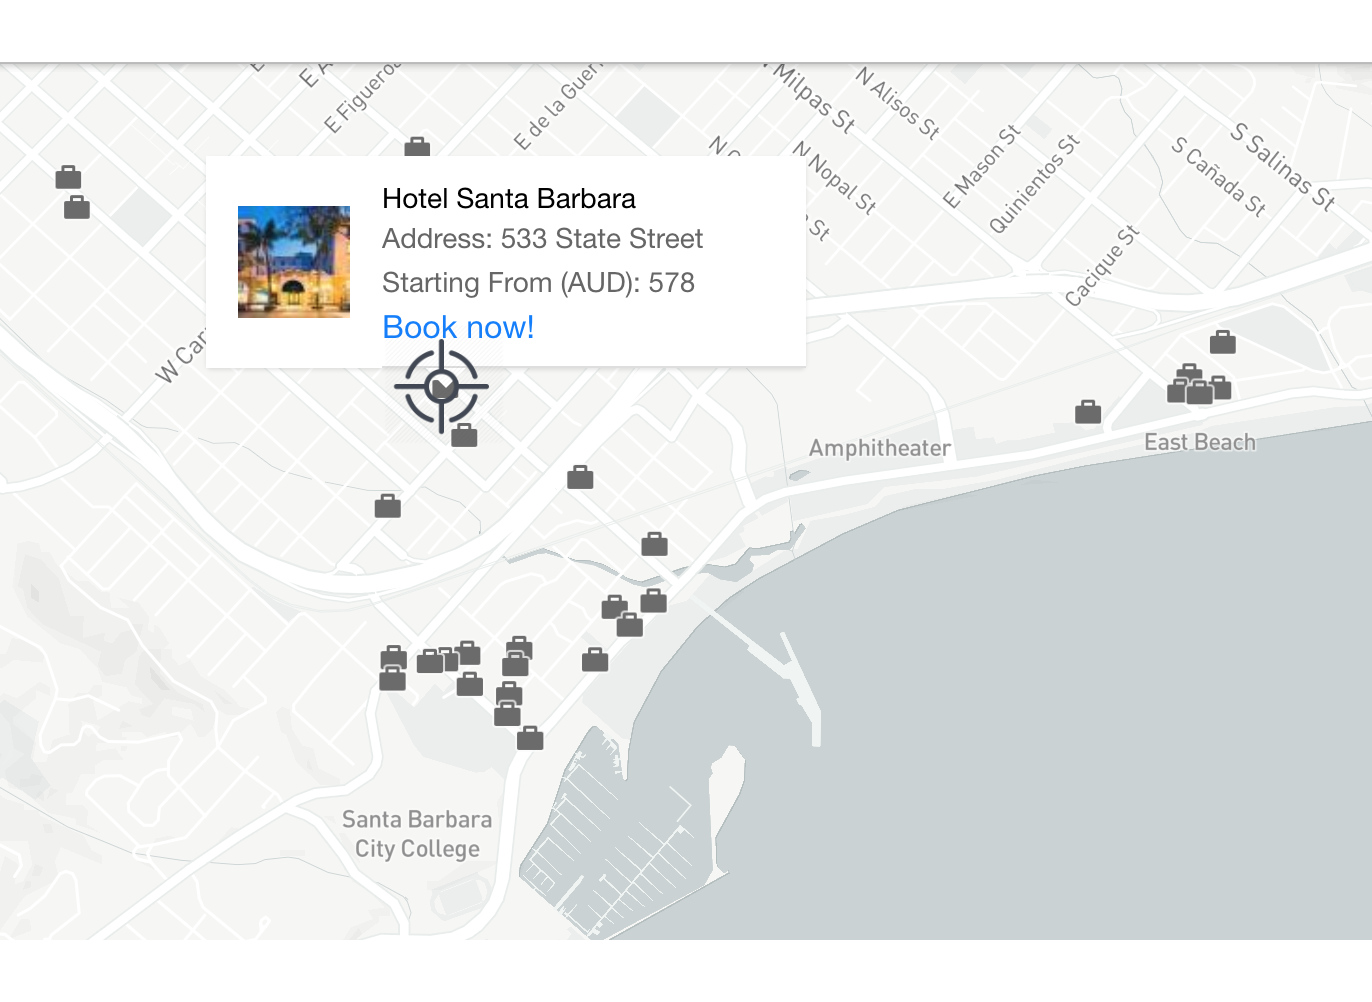 E Figueroa
E de la Guer
N Milpas St
N Alisos St
E Mason St
Quinientos St
S Salinas St
S Cañada St
N Nopal St
Cacique St
W Car
Hotel Santa Barbara
Address: 533 State Street
Starting From (AUD): 578
Book now!
Amphitheater
East Beach
Santa Barbara
City College